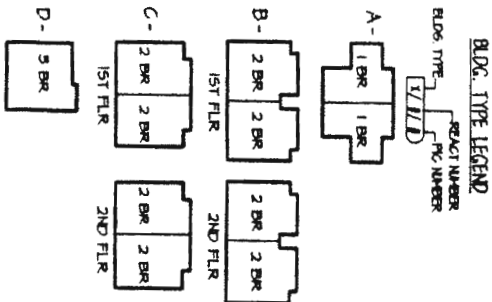 BLDG. TYPE LEGEND
BLDG. TYPE
REACT NUMBER
PIC NUMBER
A -
1 BR 1 BR
B -
2 BR 2 BR
1ST FLR
2 BR 2 BR
2ND FLR
C -
2 BR 2 BR
1ST FLR
2 BR 2 BR
2ND FLR
D -
BR